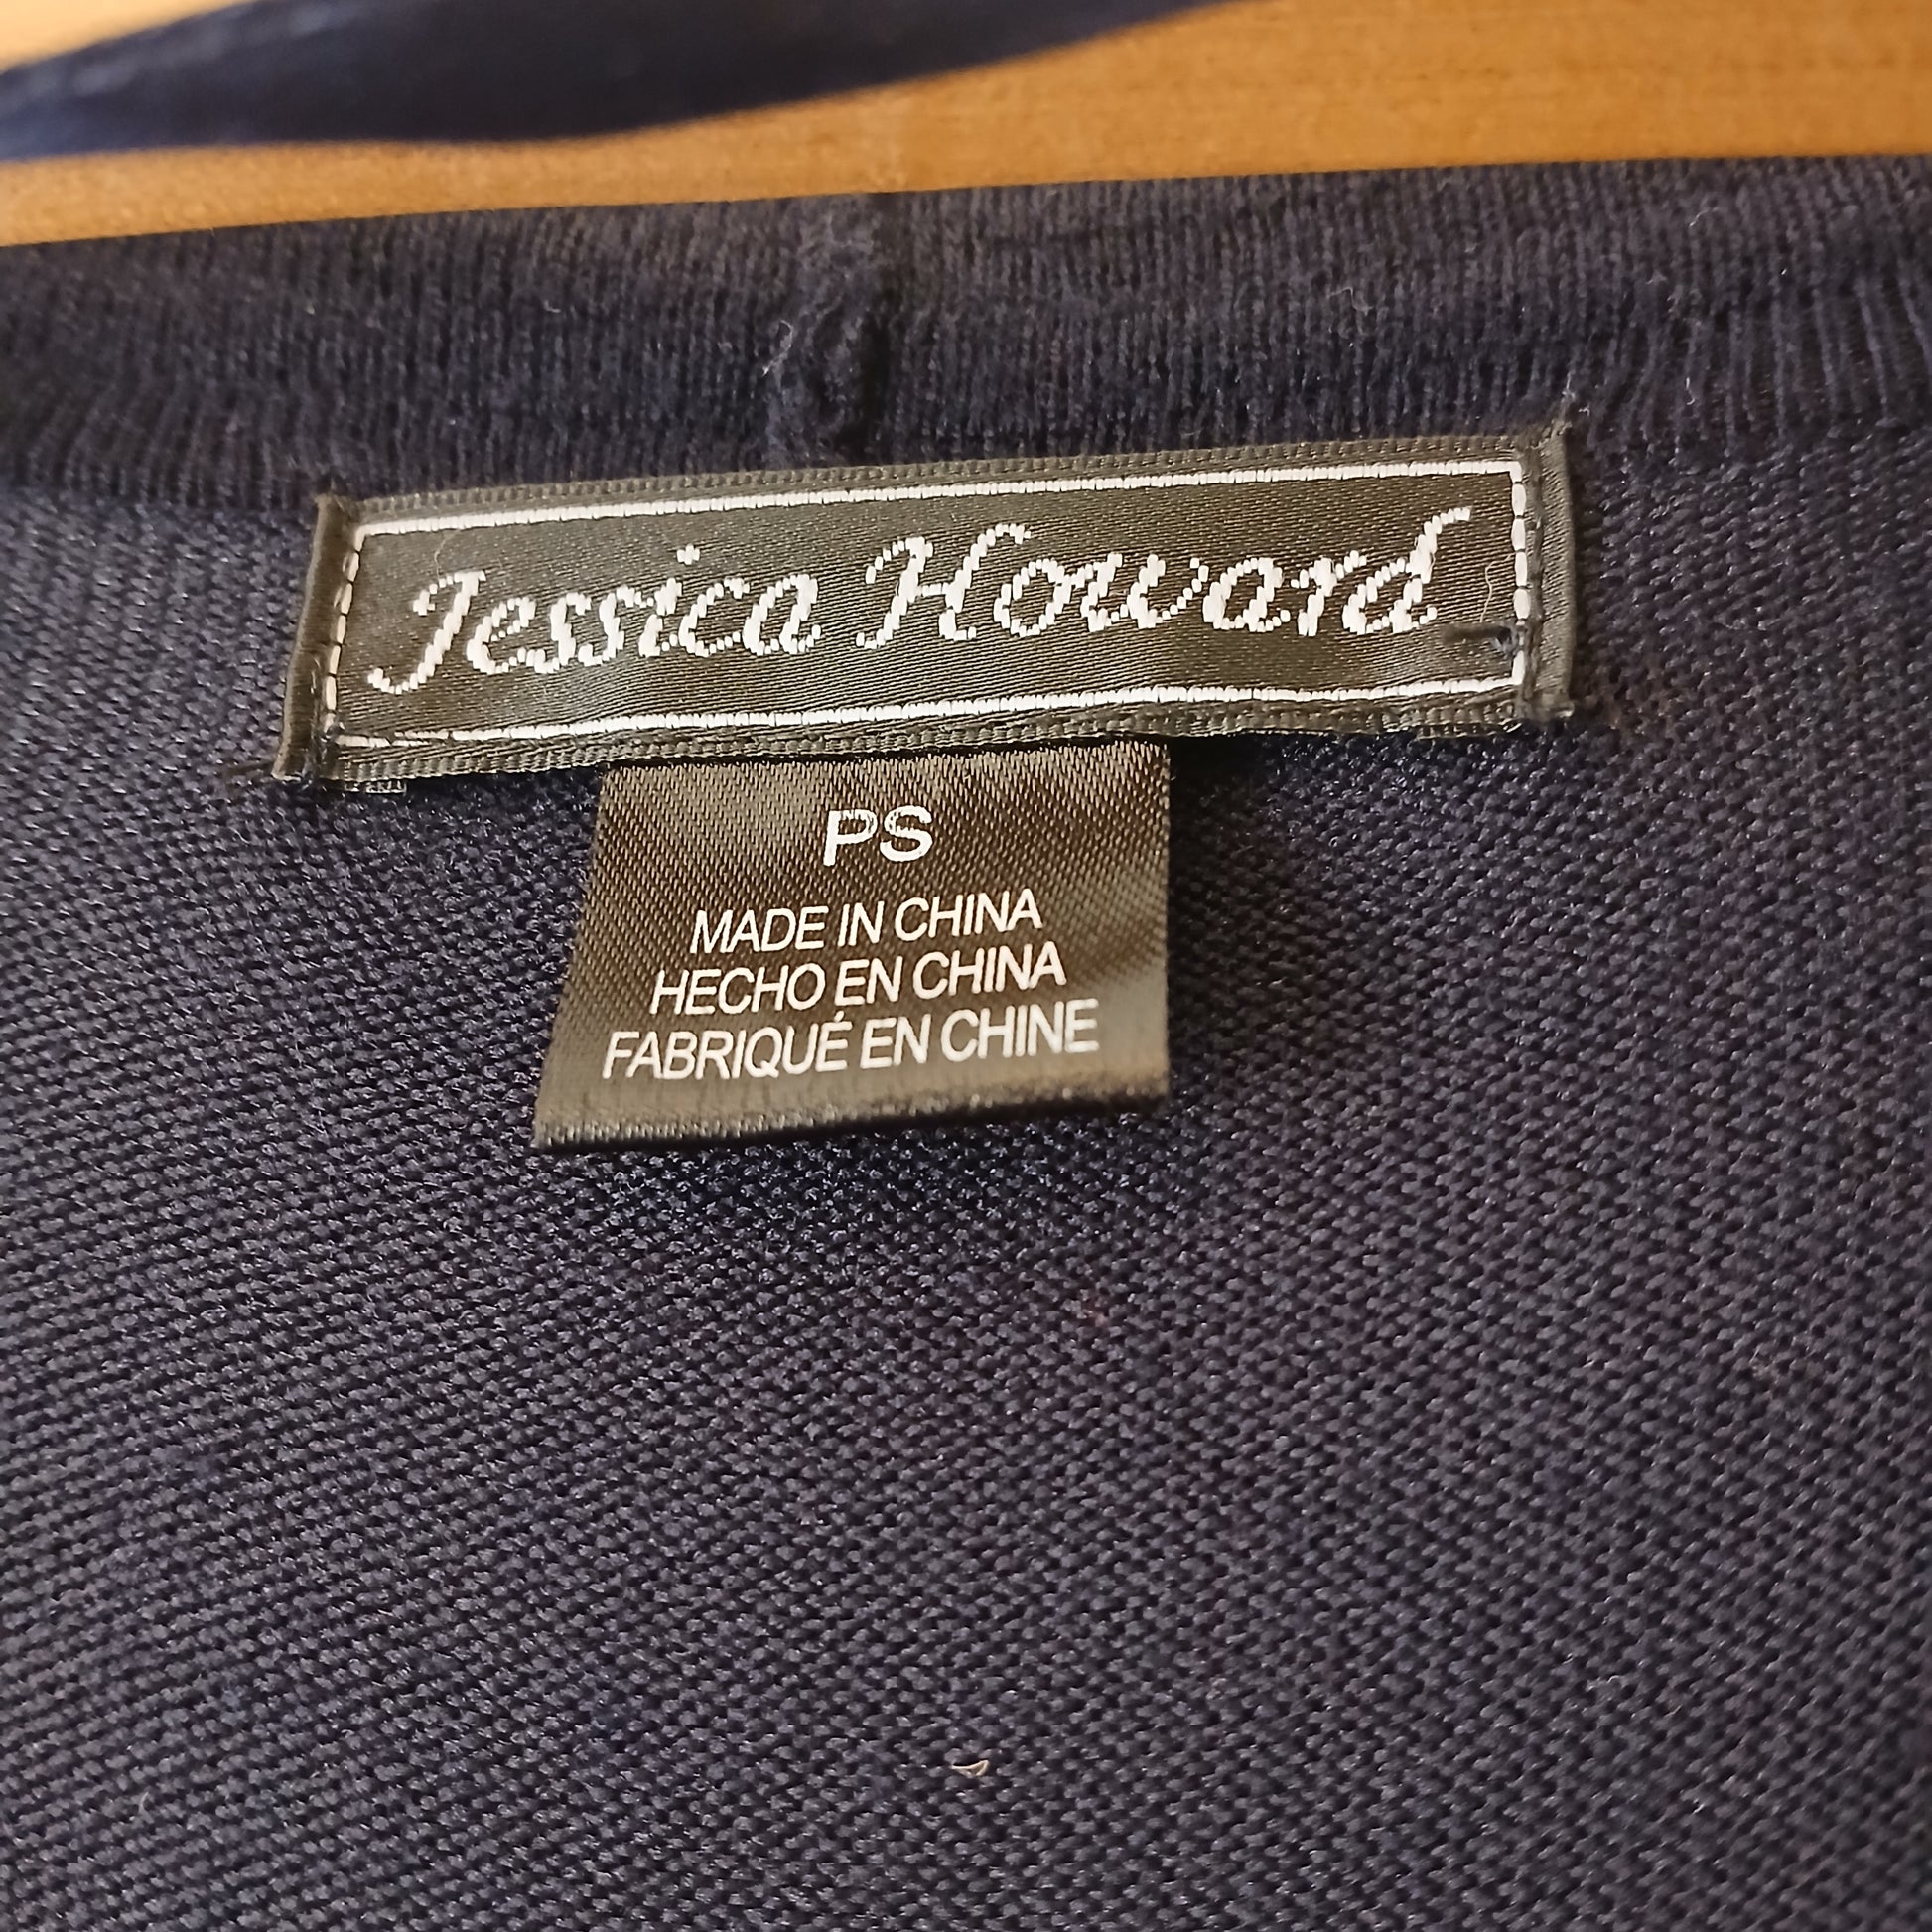 Jessica Howard
PS
MADE IN CHINA
HECHO EN CHINA
FABRIQUÉ EN CHINE